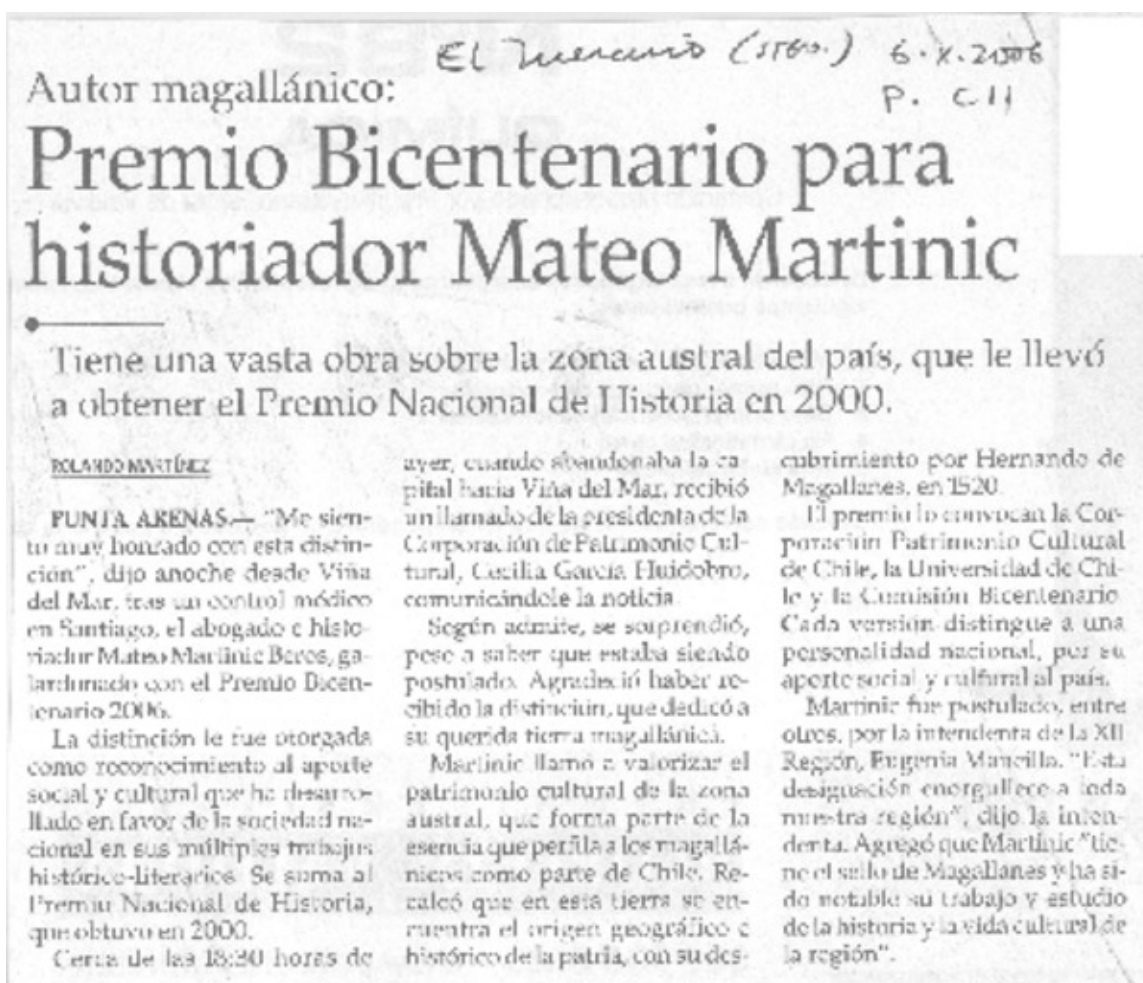 El Mercurio (Stgo.) 6.X.2006
P. C11
Autor magallánico:
Premio Bicentenario para
historiador Mateo Martinic
Tiene una vasta obra sobre la zona austral del país, que le llevó
a obtener el Premio Nacional de Historia en 2000.
ROLANDO MARTÍNEZ
PUNTA ARENAS.— "Me sien-
to muy honrado con esta distin-
ción", dijo anoche desde Viña
del Mar, tras un control médico
en Santiago, el abogado e histo-
riador Mateo Martinic Beros, ga-
lardonado con el Premio Bicen-
tenario 2006.
La distinción le fue otorgada
como reconocimiento al aporte
social y cultural que ha desarro-
llado en favor de la sociedad na-
cional en sus múltiples trabajos
histórico-literarios. Se suma al
Premio Nacional de Historia,
que obtuvo en 2000.
Cerca de las 18:30 horas de
ayer, cuando abandonaba la ca-
pital hacia Viña del Mar, recibió
un llamado de la presidenta de la
Corporación de Patrimonio Cul-
tural, Cecilia García Huidobro,
comunicándole la noticia.
Según admite, se sorprendió,
pese a saber que estaba siendo
postulado. Agradeció haber re-
cibido la distinción, que dedicó a
su querida tierra magallánica.
Martinic llamó a valorizar el
patrimonio cultural de la zona
austral, que forma parte de la
esencia que perfila a los magallá-
nicos como parte de Chile. Re-
calcó que en esta tierra se en-
cuentra el origen geográfico e
histórico de la patria, con su des-
cubrimiento por Hernando de
Magallanes, en 1520.
El premio lo convocan la Cor-
poración Patrimonio Cultural
de Chile, la Universidad de Chi-
le y la Comisión Bicentenario.
Cada versión distingue a una
personalidad nacional, por su
aporte social y cultural al país.
Martinic fue postulado, entre
otros, por la intendenta de la XII
Región, Eugenia Mancilla. "Esta
designación enorgullece a toda
nuestra región", dijo la inten-
denta. Agregó que Martinic "tie-
ne el sello de Magallanes y ha si-
do notable su trabajo y estudio
de la historia y la vida cultural de
la región".